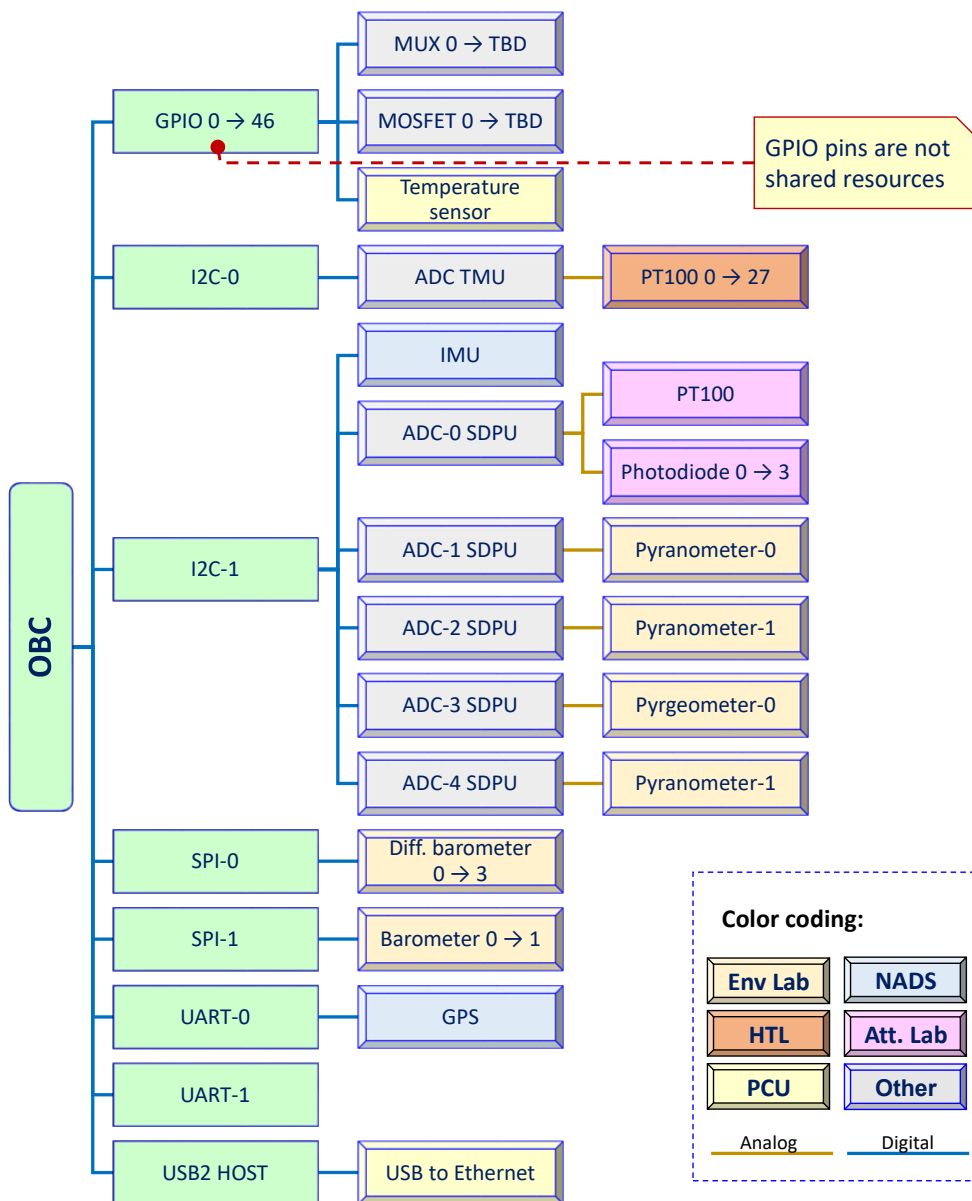 MUX 0 → TBD
GPIO 0 → 46
MOSFET 0 → TBD
GPIO pins are not
shared resources
Temperature
sensor
I2C-0
ADC TMU
PT100 0 → 27
IMU
PT100
ADC-0 SDPU
Photodiode 0 → 3
OBC
I2C-1
ADC-1 SDPU
Pyranometer-0
ADC-2 SDPU
Pyranometer-1
ADC-3 SDPU
Pyrgeometer-0
ADC-4 SDPU
Pyranometer-1
SPI-0
Diff. barometer
0 → 3
SPI-1
Barometer 0 → 1
UART-0
GPS
UART-1
USB2 HOST
USB to Ethernet
Color coding:
Env Lab
NADS
HTL
Att. Lab
PCU
Other
Analog
Digital